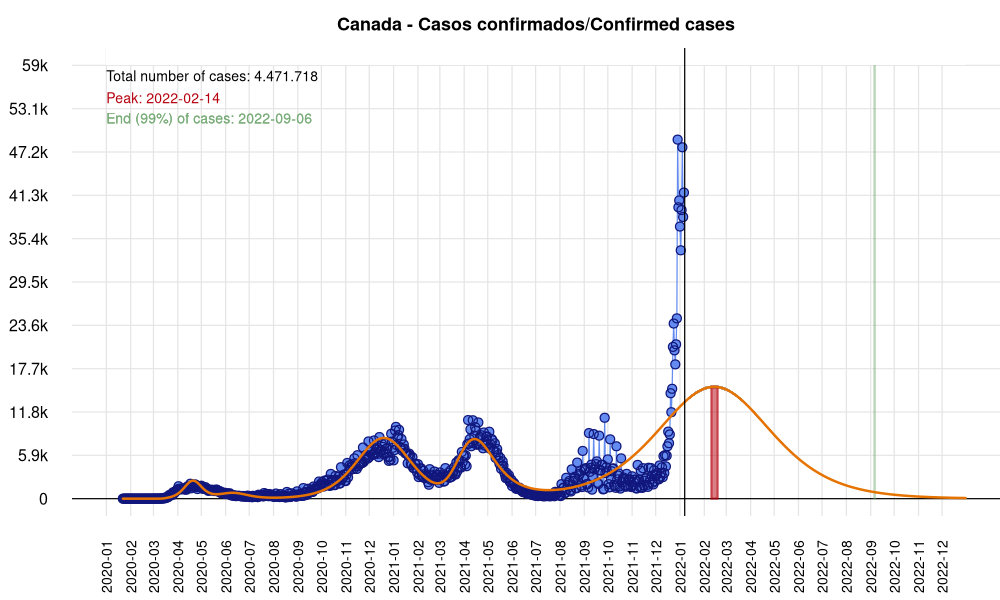 Canada - Casos confirmados/Confirmed cases
Total number of cases: 4.471.718
Peak: 2022-02-14
End (99%) of cases: 2022-09-06
59k
53.1k
47.2k
41.3k
35.4k
29.5k
23.6k
17.7k
11.8k
5.9k
0
2020-01
2020-02
2020-03
2020-04
2020-05
2020-06
2020-07
2020-08
2020-09
2020-10
2020-11
2020-12
2021-01
2021-02
2021-03
2021-04
2021-05
2021-06
2021-07
2021-08
2021-09
2021-10
2021-11
2021-12
2022-01
2022-02
2022-03
2022-04
2022-05
2022-06
2022-07
2022-08
2022-09
2022-10
2022-11
2022-12